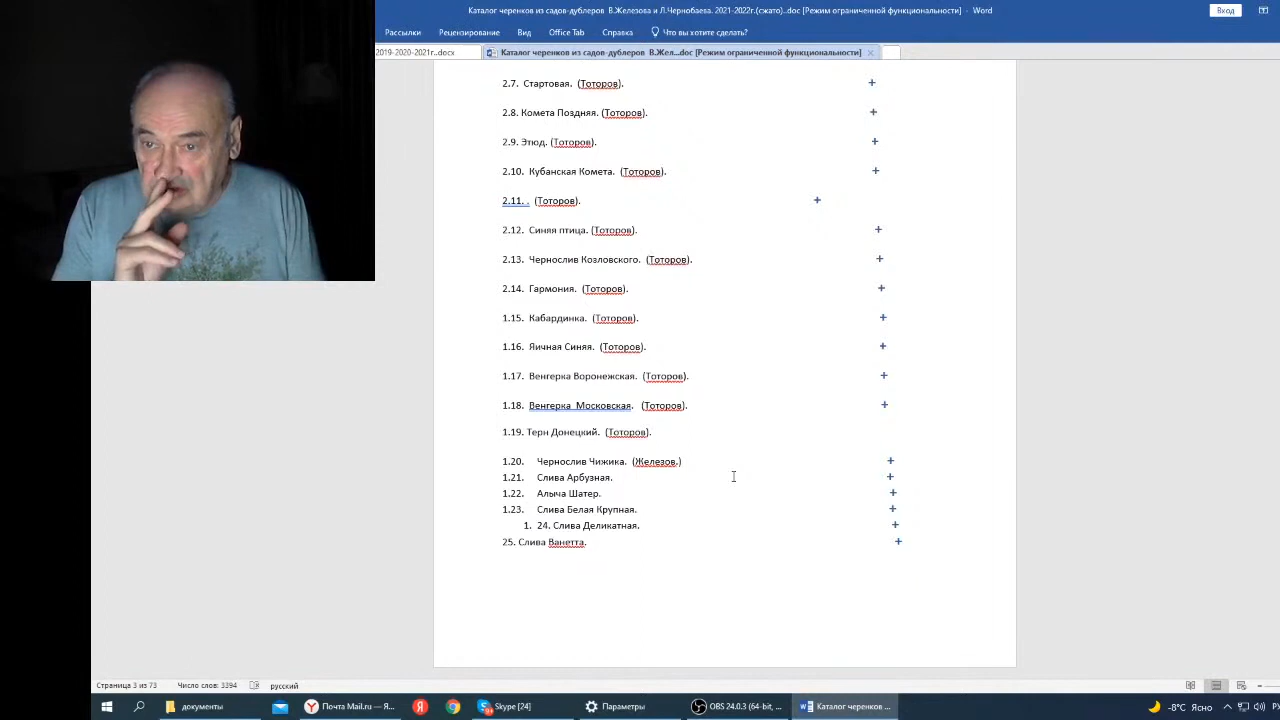 Каталог черенков из садов-дублеров  В.Железова и Л.Чернобаева. 2021-2022г.(сжато)..doc [Режим ограниченной функциональности]  -  Word
Вход
Рассылки Рецензирование Вид Office Tab Справка Что вы хотите сделать?
2019-2020-2021г..docx Каталог черенков из садов-дублеров  В.Жел...doc [Режим ограниченной функциональности]
2.7.  Стартовая.  (Тоторов). +
2.8. Комета Поздняя. (Тоторов). +
2.9. Этюд. (Тоторов). +
2.10.  Кубанская Комета.  (Тоторов). +
2.11. .  (Тоторов). +
2.12.  Синяя птица. (Тоторов). +
2.13.  Чернослив Козловского.  (Тоторов). +
2.14.  Гармония.  (Тоторов). +
1.15.  Кабардинка.  (Тоторов). +
1.16.  Яичная Синяя.  (Тоторов). +
1.17.  Венгерка Воронежская.  (Тоторов). +
1.18.  Венгерка  Московская.  (Тоторов). +
1.19. Терн Донецкий.  (Тоторов).
1.20. Чернослив Чижика.  (Железов.) +
1.21. Слива Арбузная. +
1.22. Алыча Шатер. +
1.23. Слива Белая Крупная. +
1. 24. Слива Деликатная. +
25. Слива Ванетта. +
Страница 3 из 73 Число слов: 3394 русский
документы Почта Mail.ru — Я... Skype [24] Параметры OBS 24.0.3 (64-bit, ... Каталог черенков ... -8°C Ясно